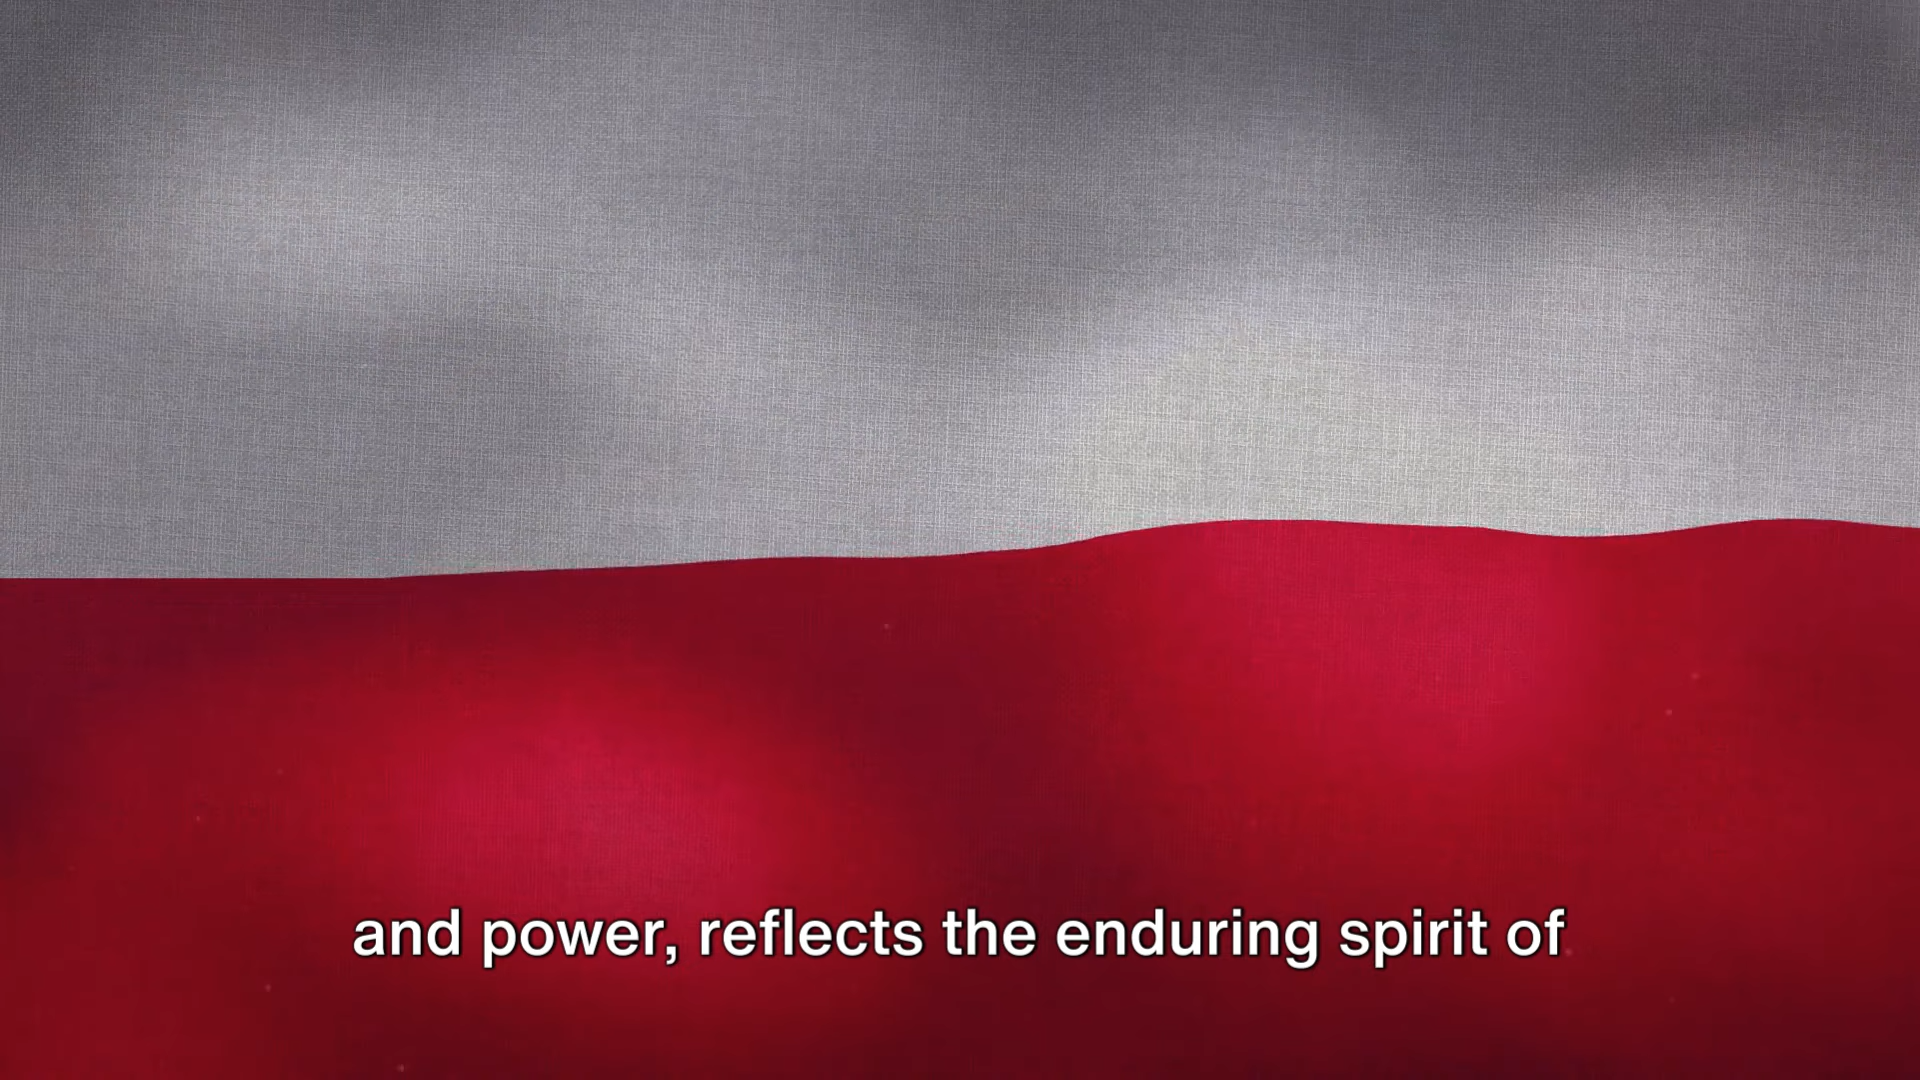 and power, reflects the enduring spirit of